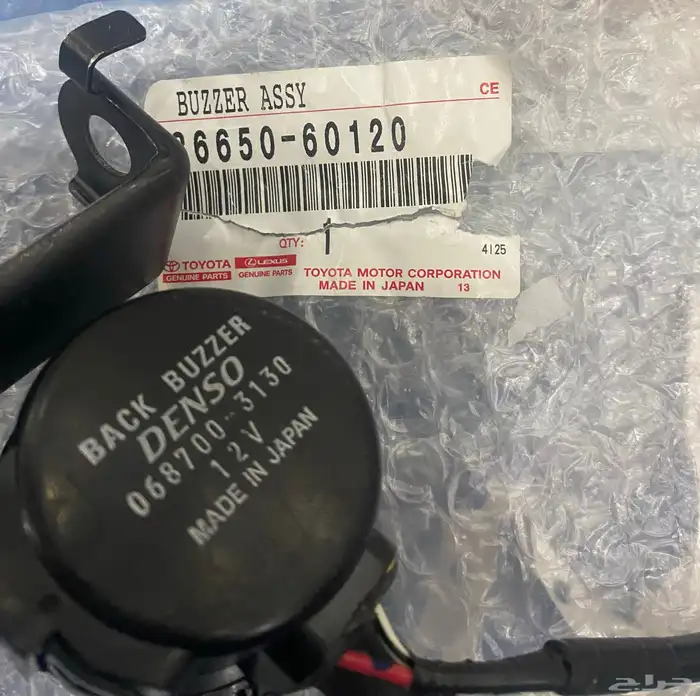 BUZZER ASSY
CE
36650-60120
QTY: 1
4125
TOYOTA
GENUINE PARTS
LEXUS
GENUINE PARTS
TOYOTA MOTOR CORPORATION
MADE IN JAPAN 13
BACK BUZZER
DENSO
068700-3130
12V
MADE IN JAPAN